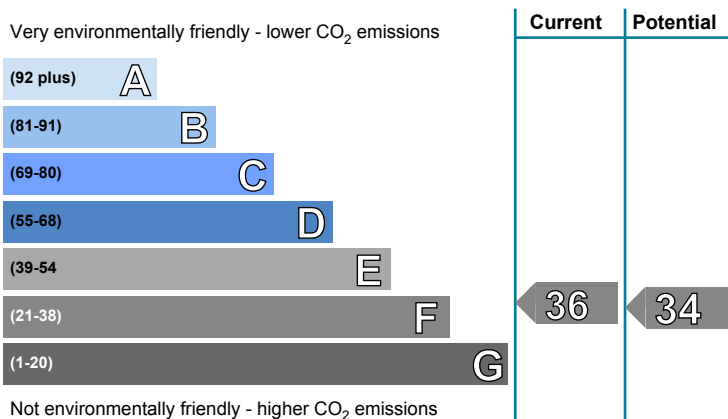 Current Potential
Very environmentally friendly - lower CO2 emissions
(92 plus) A
(81-91) B
(69-80) C
(55-68) D
(39-54 E
(21-38) F 36 34
(1-20) G
Not environmentally friendly - higher CO2 emissions